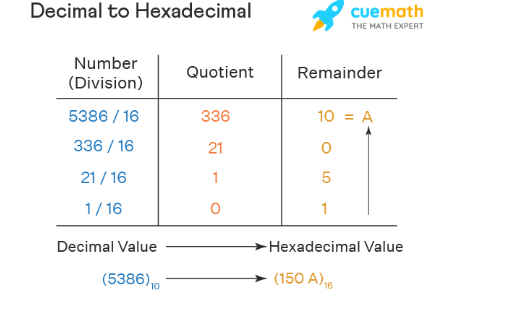 Decimal to Hexadecimal
cuemath
THE MATH EXPERT
Number (Division) Quotient Remainder
5386 / 16 336 10 = A
336 / 16 21 0
21 / 16 1 5
1 / 16 0 1
Decimal Value Hexadecimal Value
(5386)10 (150 A)16